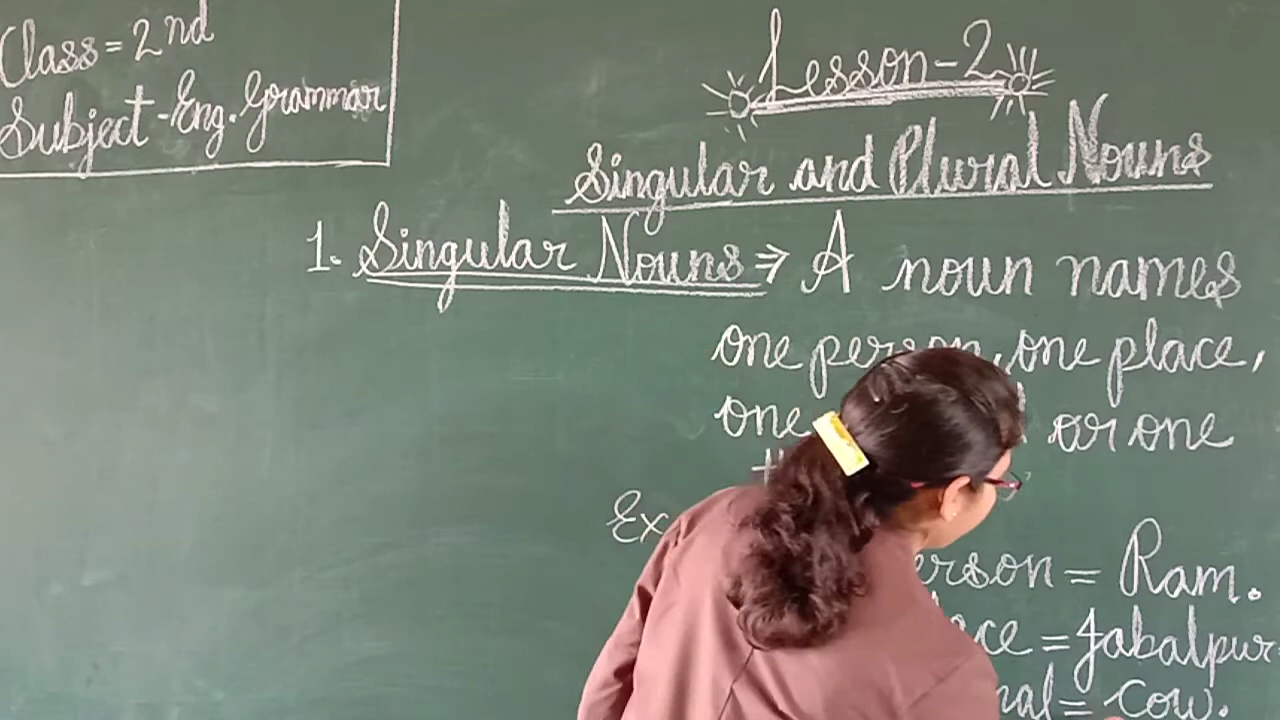 Class = 2nd
Subject - Eng. Grammar
Lesson - 2
Singular and Plural Nouns
1. Singular Nouns ⇒ A noun names
one person, one place,
one or one
Ex
erson = Ram.
ace = Jabalpur
nal = Cow.